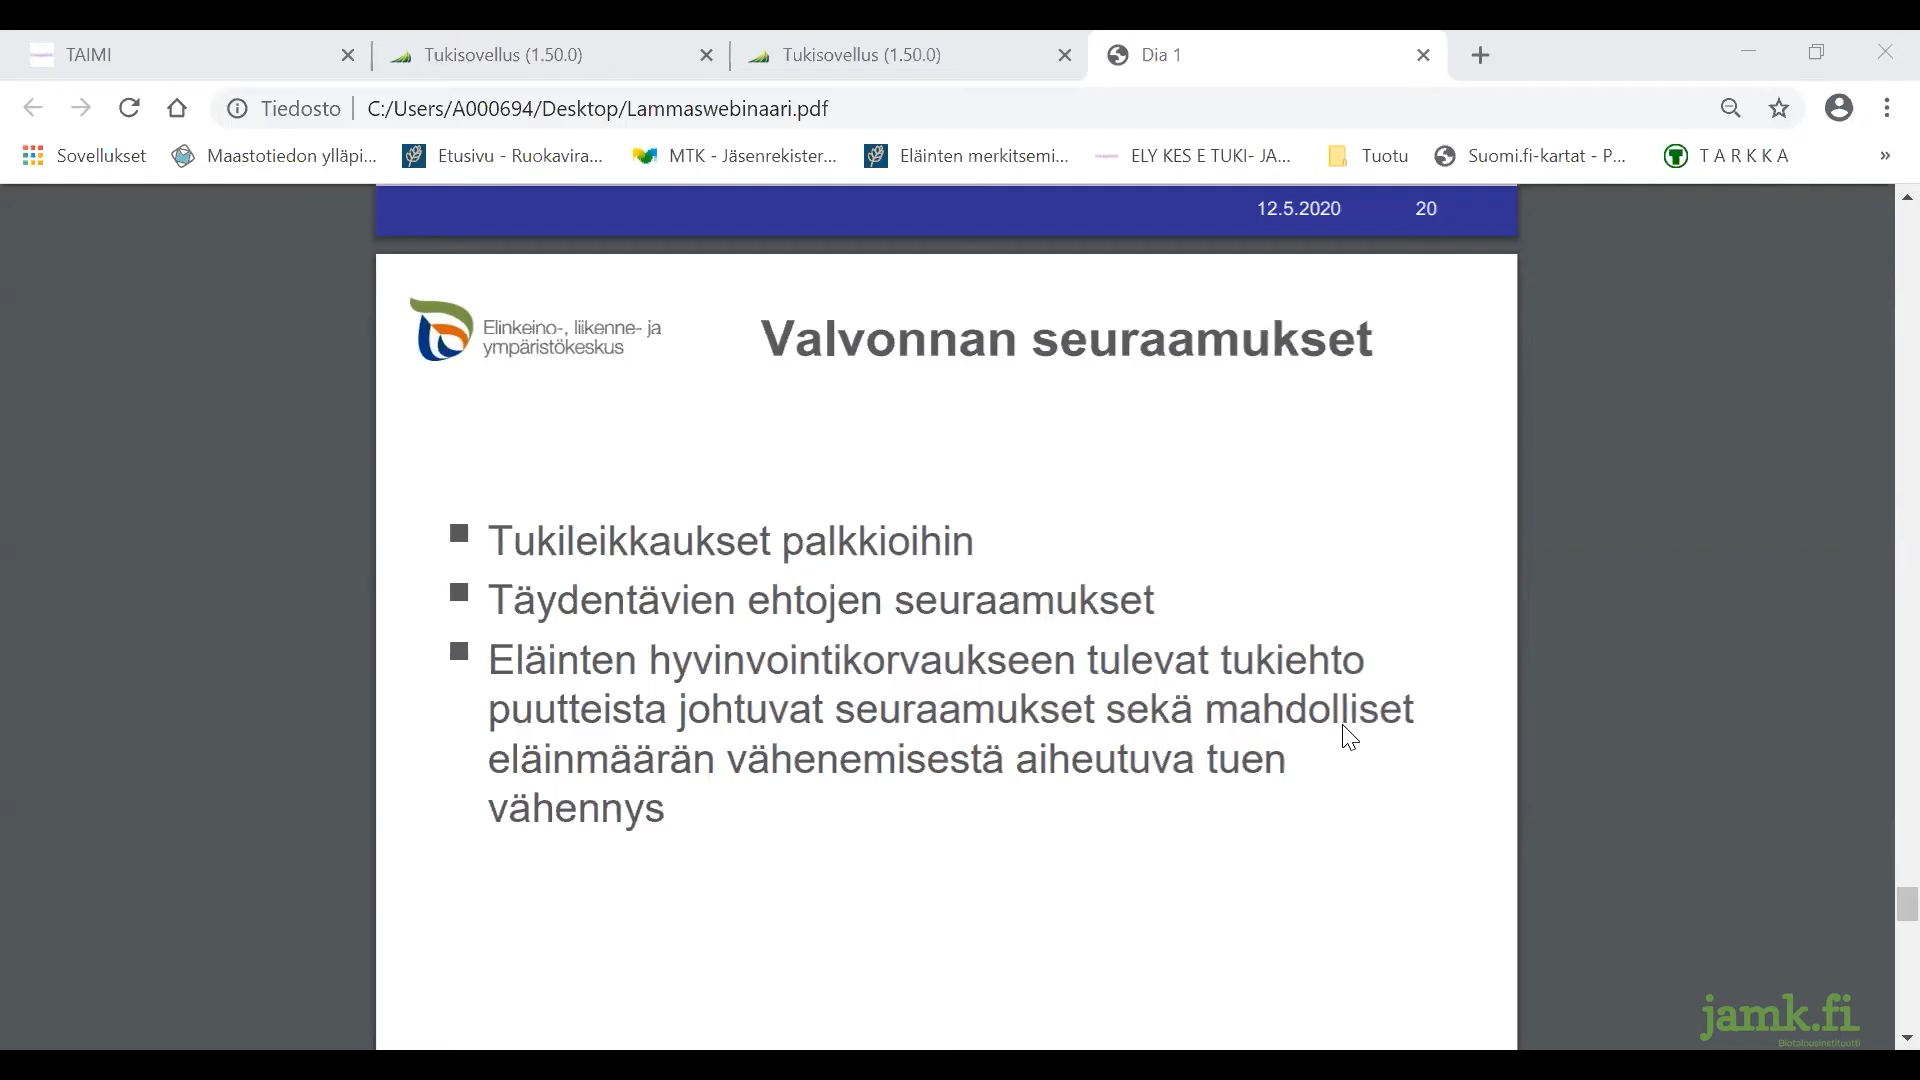 TAIMI
Tukisovellus (1.50.0)
Tukisovellus (1.50.0)
Dia 1
Tiedosto
C:/Users/A000694/Desktop/Lammaswebinaari.pdf
Sovellukset
Maastotiedon ylläpi...
Etusivu - Ruokavira...
MTK - Jäsenrekister...
Eläinten merkitsemi...
ELY KES E TUKI- JA...
Tuotu
Suomi.fi-kartat - P...
T A R K K A
»
12.5.2020 20
Elinkeino-, liikenne- ja
ympäristökeskus
Valvonnan seuraamukset
Tukileikkaukset palkkioihin
Täydentävien ehtojen seuraamukset
Eläinten hyvinvointikorvaukseen tulevat tukiehto
puutteista johtuvat seuraamukset sekä mahdolliset
eläinmäärän vähenemisestä aiheutuva tuen
vähennys
jamk.fi
Biotalousinstituutti